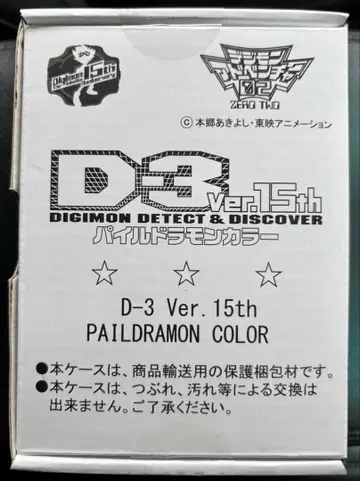 Digimon 15th
Anniversary
デジモン
アドベンチャー
02
ZERO TWO
©本郷あきよし・東映アニメーション
D-3 Ver.15th
DIGIMON DETECT & DISCOVER
パイルドラモンカラー
☆ ☆ ☆
D-3 Ver.15th
PAILDRAMON COLOR
●本ケースは、商品輸送用の保護梱包材です。
●本ケースは、つぶれ、汚れ等による交換は
出来ません。ご了承ください。